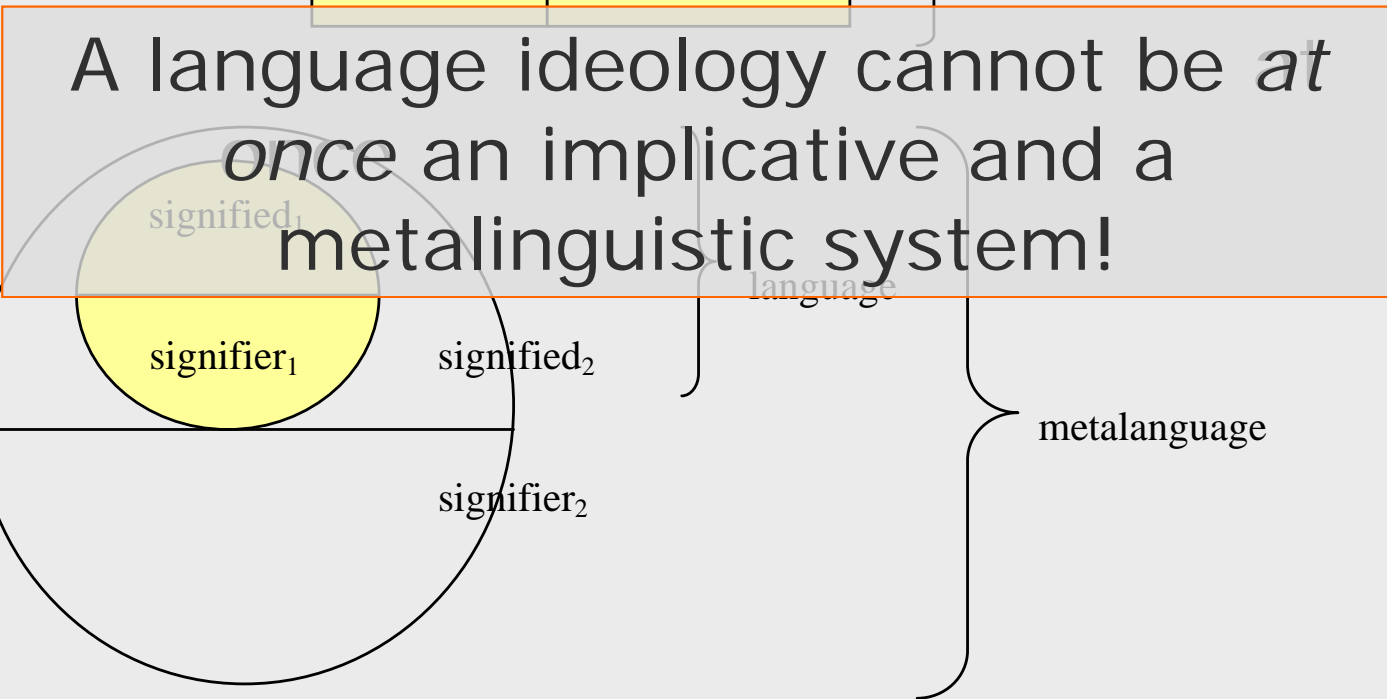 A language ideology cannot be at
once an implicative and a
signified₁
metalinguistic system!
language
signifier₁ signified₂
metalanguage
signifier₂